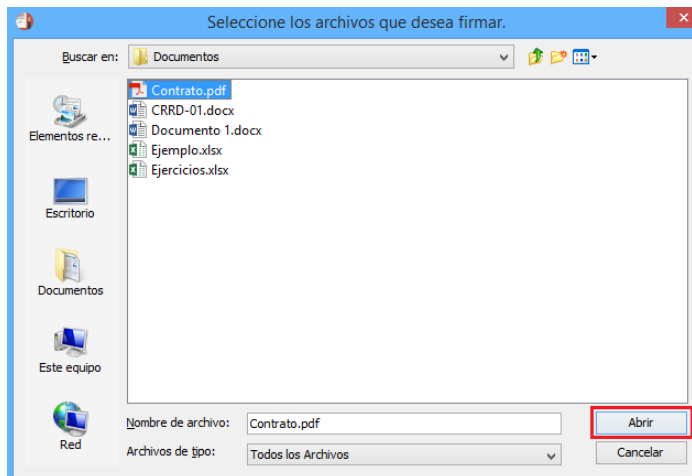 Seleccione los archivos que desea firmar.
Buscar en: Documentos
Contrato.pdf
CRRD-01.docx
Documento 1.docx
Ejemplo.xlsx
Ejercicios.xlsx
Elementos re...
Escritorio
Documentos
Este equipo
Red
Nombre de archivo: Contrato.pdf Abrir
Archivos de tipo: Todos los Archivos Cancelar